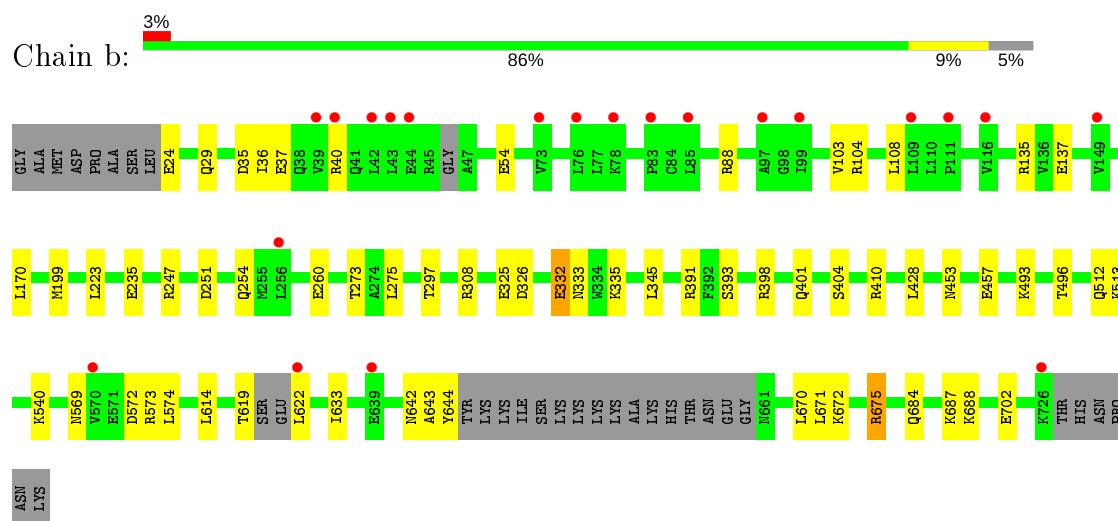 3%
Chain b:
86% 9% 5%
GLY ALA MET ASP PRO ALA SER LEU E24 Q29 D35 I36 E37 Q38 V39 R40 Q41 L42 L43 E44 R45 GLY A47 E54 V73 L76 L77 K78 P83 C84 L85 R88 A97 G98 I99 V103 R104 L108 L109 L110 P111 V116 R135 V136 E137 V149
L170 M199 L223 E235 R247 D251 Q254 M255 L256 E260 T273 A274 L275 T297 R308 E325 D326 E332 N333 W334 K335 L345 R391 F392 S393 R398 Q401 S404 R410 L428 N453 E457 K493 T496 Q512 K513
K540 N569 V570 E571 D572 R573 L574 L614 T619 SER GLU L622 I633 E639 N642 A643 Y644 TYR LYS LYS ILE SER LYS LYS LYS LYS ALA LYS HIS THR ASN GLU GLY N661 L670 L671 K672 R675 Q684 K687 K688 E702 K726 THR HIS ASN PRO
ASN LYS